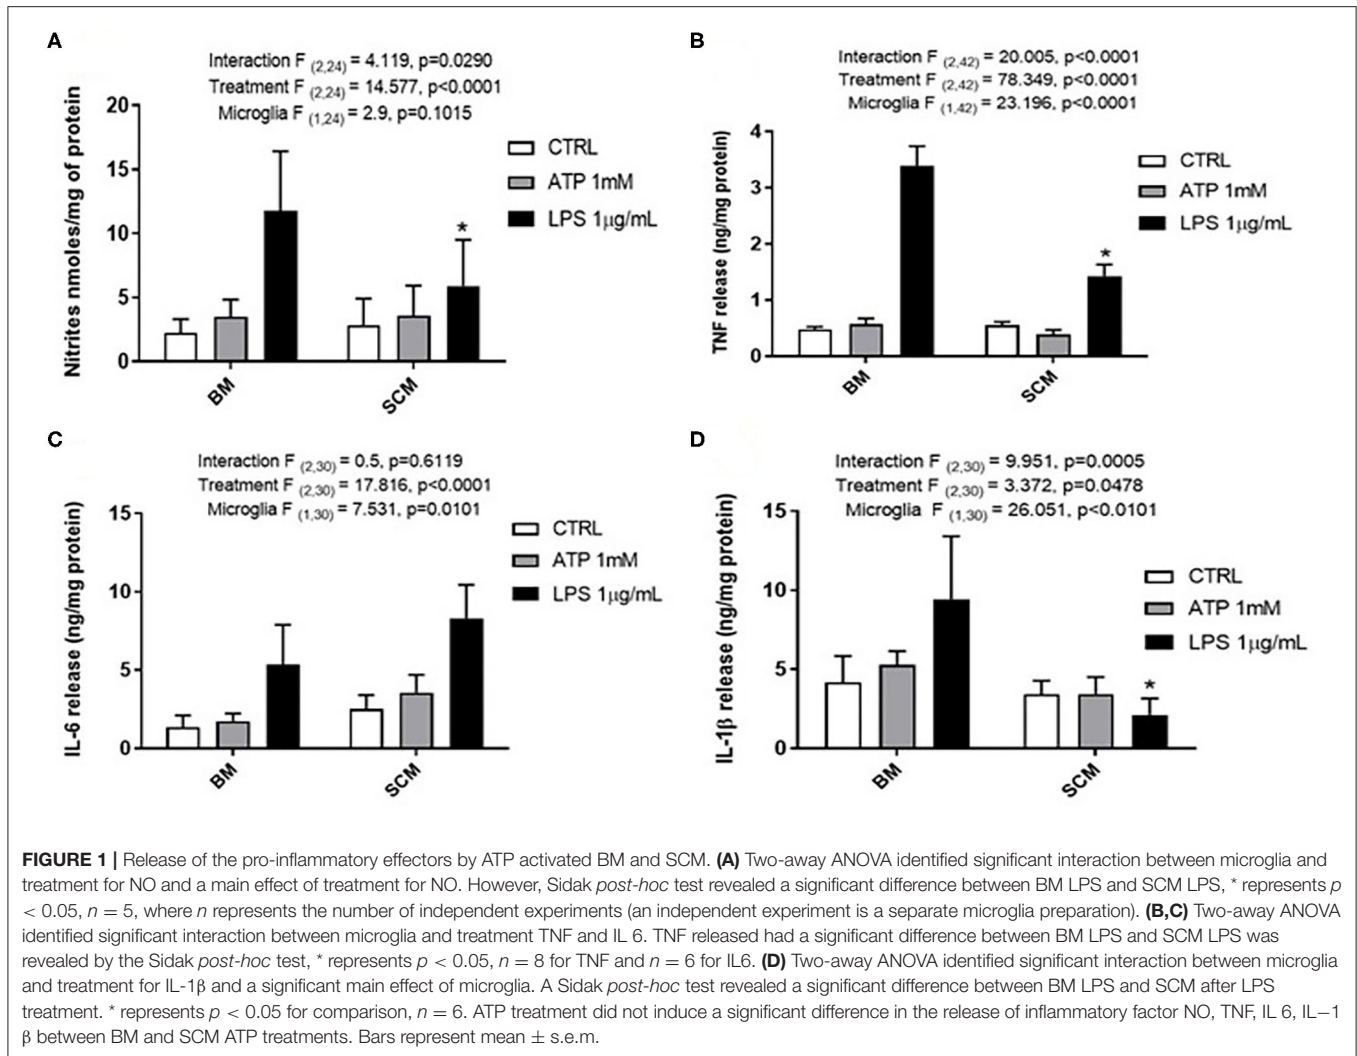 A
Interaction F (2,24) = 4.119, p=0.0290
Treatment F (2,24) = 14.577, p<0.0001
Microglia F (1,24) = 2.9, p=0.1015
Nitrites nmoles/mg of protein
20
15
10
5
0
CTRL
ATP 1mM
LPS 1µg/mL
*
BM
SCM
B
Interaction F (2,42) = 20.005, p<0.0001
Treatment F (2,42) = 78.349, p<0.0001
Microglia F (1,42) = 23.196, p<0.0001
TNF release (ng/mg protein)
4
3
2
1
0
CTRL
ATP 1mM
LPS 1µg/mL
*
BM
SCM
C
Interaction F (2,30) = 0.5, p=0.6119
Treatment F (2,30) = 17.816, p<0.0001
Microglia F (1,30) = 7.531, p=0.0101
IL-6 release (ng/mg protein)
15
10
5
0
CTRL
ATP 1mM
LPS 1µg/mL
BM
SCM
D
Interaction F (2,30) = 9.951, p=0.0005
Treatment F (2,30) = 3.372, p=0.0478
Microglia F (1,30) = 26.051, p<0.0101
IL-1β release (ng/mg protein)
15
10
5
0
CTRL
ATP 1mM
LPS 1µg/mL
*
BM
SCM
FIGURE 1 | Release of the pro-inflammatory effectors by ATP activated BM and SCM. (A) Two-way ANOVA identified significant interaction between microglia and
treatment for NO and a main effect of treatment for NO. However, Sidak post-hoc test revealed a significant difference between BM LPS and SCM LPS, * represents p
< 0.05, n = 5, where n represents the number of independent experiments (an independent experiment is a separate microglia preparation). (B,C) Two-way ANOVA
identified significant interaction between microglia and treatment TNF and IL 6. TNF released had a significant difference between BM LPS and SCM LPS was
revealed by the Sidak post-hoc test, * represents p < 0.05, n = 8 for TNF and n = 6 for IL6. (D) Two-way ANOVA identified significant interaction between microglia
and treatment for IL-1β and a significant main effect of microglia. A Sidak post-hoc test revealed a significant difference between BM LPS and SCM after LPS
treatment. * represents p < 0.05 for comparison, n = 6. ATP treatment did not induce a significant difference in the release of inflammatory factor NO, TNF, IL 6, IL−1
β between BM and SCM ATP treatments. Bars represent mean ± s.e.m.